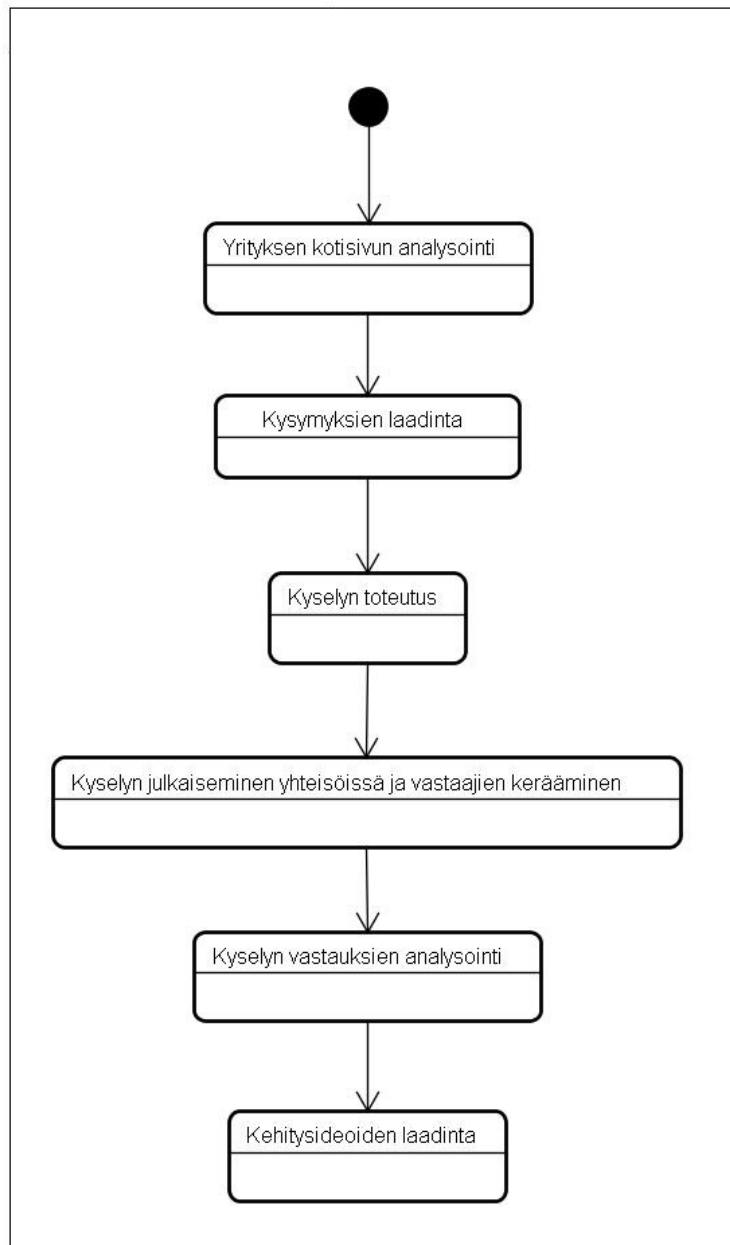 Yrityksen kotisivun analysointi
Kysymyksien laadinta
Kyselyn toteutus
Kyselyn julkaiseminen yhteisöissä ja vastaajien kerääminen
Kyselyn vastauksien analysointi
Kehitysideoiden laadinta